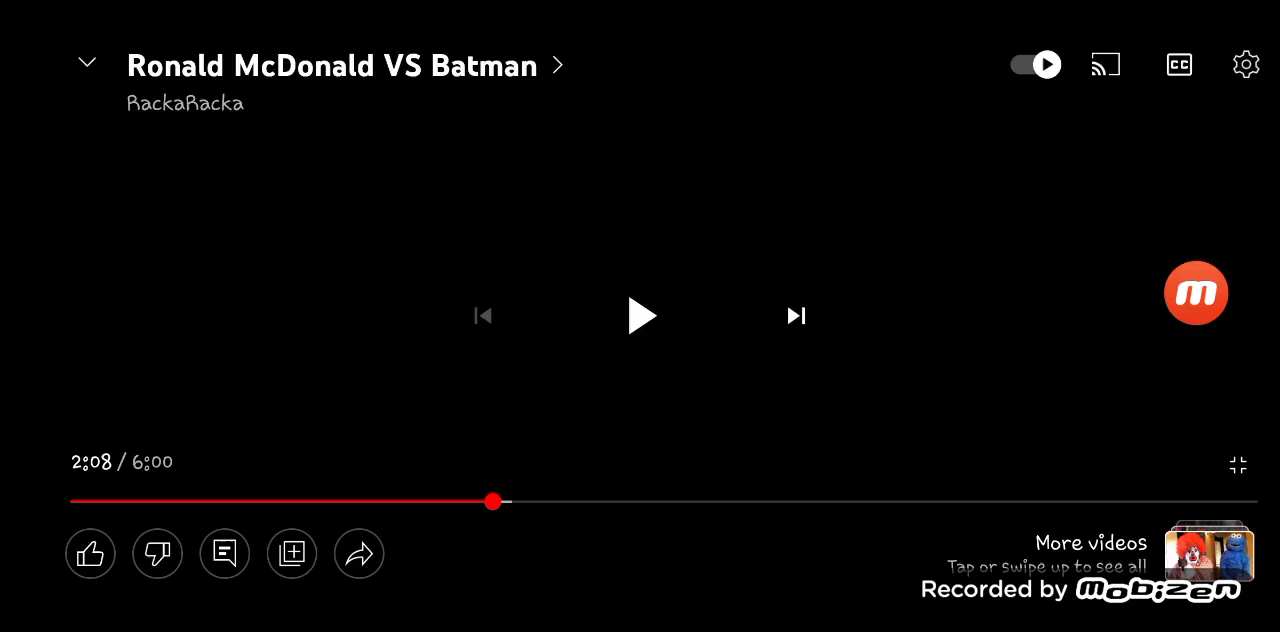 Ronald McDonald VS Batman
RackaRacka
CC
m
2:08 / 6:00
More videos
Tap or swipe up to see all
Recorded by Mobizen